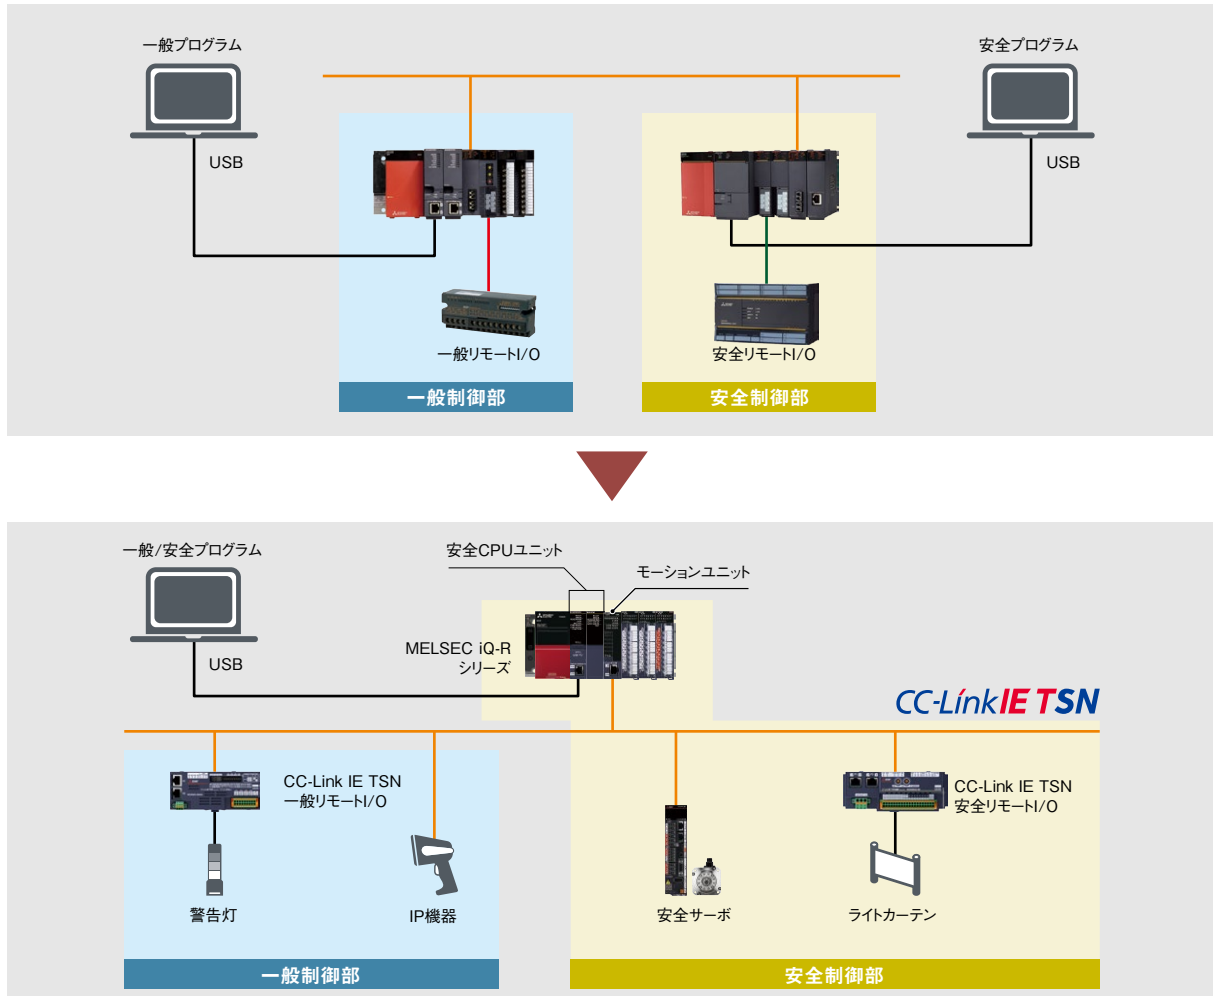 一般プログラム
安全プログラム
USB
USB
一般リモートI/O
安全リモートI/O
一般制御部
安全制御部
一般/安全プログラム
安全CPUユニット
モーションユニット
MELSEC iQ-R
シリーズ
USB
CC-Link IE TSN
CC-Link IE TSN
一般リモートI/O
CC-Link IE TSN
安全リモートI/O
警告灯
IP機器
安全サーボ
ライトカーテン
一般制御部
安全制御部